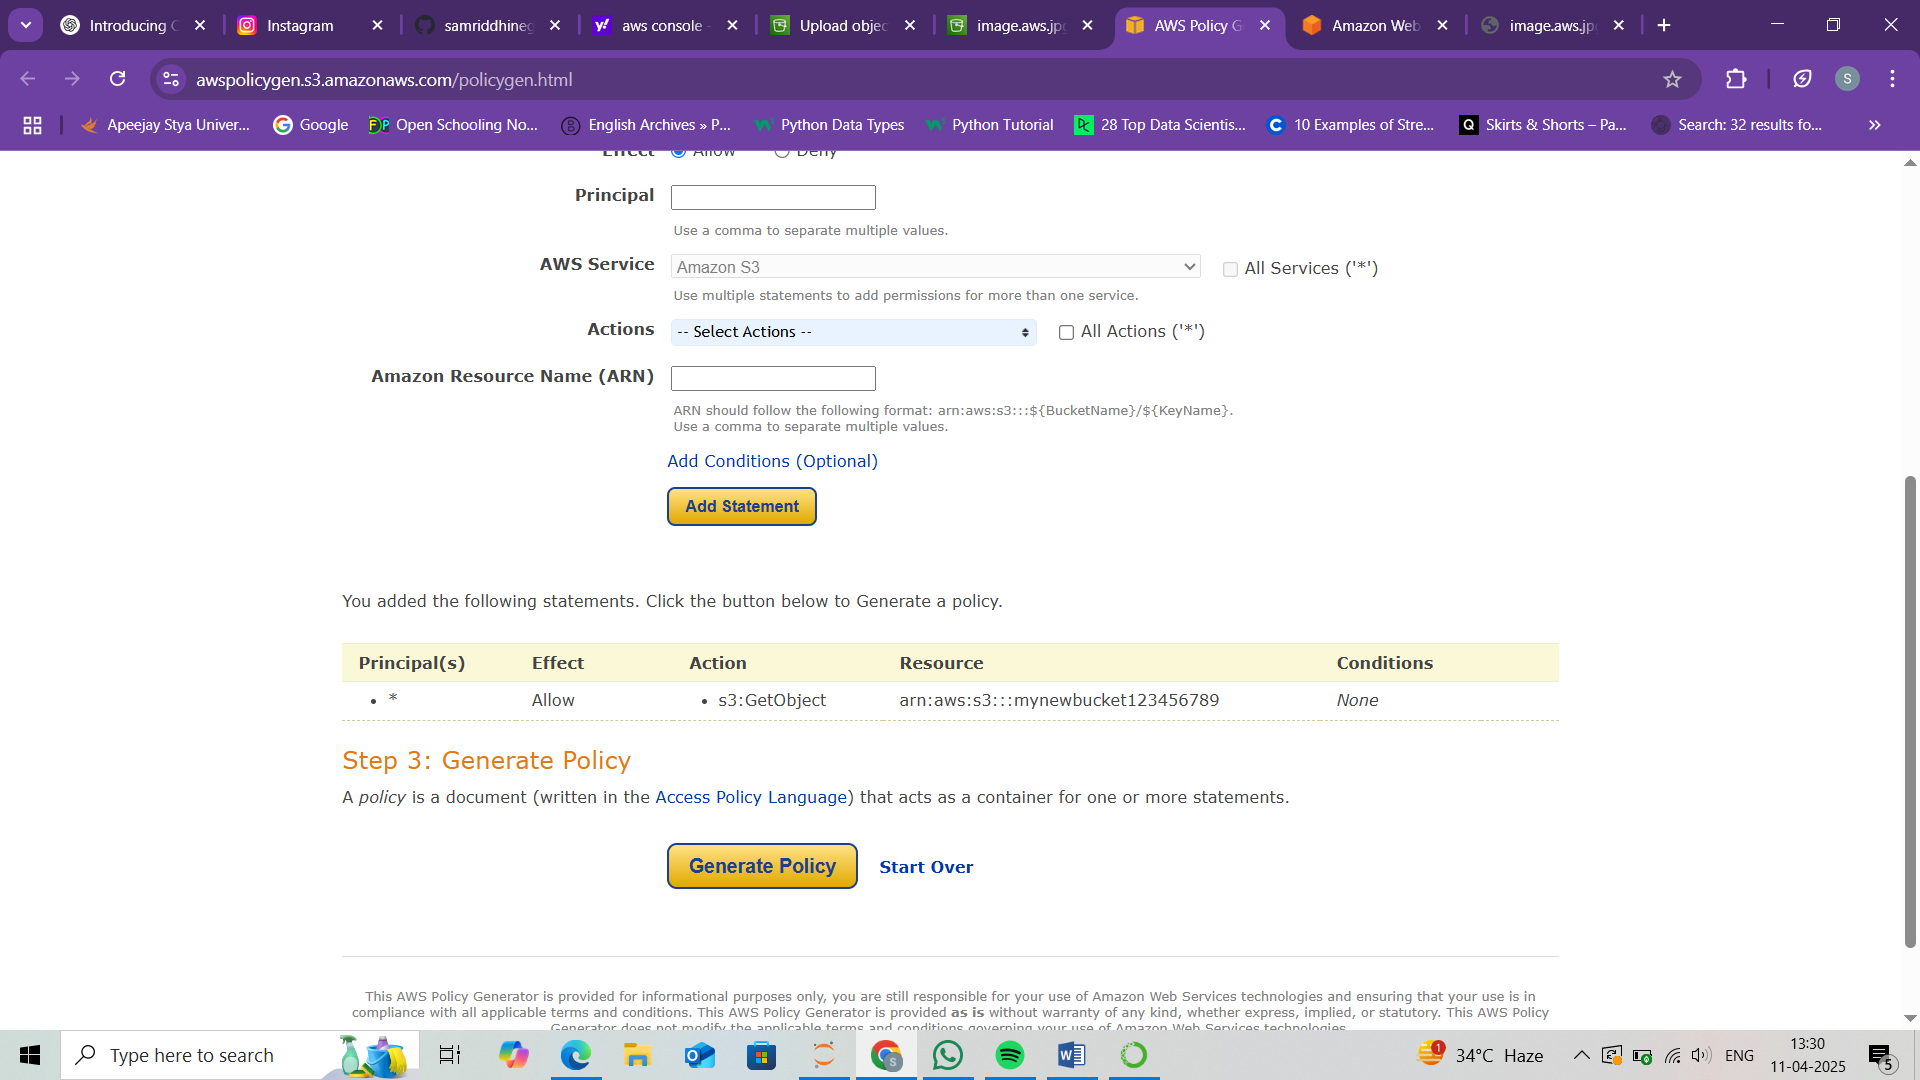 Introducing C
Instagram
samriddhineg
aws console -
Upload objec
image.aws.jp
AWS Policy G
Amazon Web
image.aws.jp
awspolicygen.s3.amazonaws.com/policygen.html
S
Apeejay Stya Univer...
Google
Open Schooling No...
English Archives » P...
Python Data Types
Python Tutorial
28 Top Data Scientis...
10 Examples of Stre...
Skirts & Shorts – Pa...
Search: 32 results fo...
Effect Allow Deny
Principal
Use a comma to separate multiple values.
AWS Service Amazon S3 All Services ('*')
Use multiple statements to add permissions for more than one service.
Actions -- Select Actions -- All Actions ('*')
Amazon Resource Name (ARN)
ARN should follow the following format: arn:aws:s3:::${BucketName}/${KeyName}.
Use a comma to separate multiple values.
Add Conditions (Optional)
Add Statement
You added the following statements. Click the button below to Generate a policy.
Principal(s) Effect Action Resource Conditions
• * Allow • s3:GetObject arn:aws:s3:::mynewbucket123456789 None
Step 3: Generate Policy
A policy is a document (written in the Access Policy Language) that acts as a container for one or more statements.
Generate Policy Start Over
This AWS Policy Generator is provided for informational purposes only, you are still responsible for your use of Amazon Web Services technologies and ensuring that your use is in
compliance with all applicable terms and conditions. This AWS Policy Generator is provided as is without warranty of any kind, whether express, implied, or statutory. This AWS Policy
Generator does not modify the applicable terms and conditions governing your use of Amazon Web Services technologies.
Type here to search
34°C Haze
ENG
13:30
11-04-2025
5